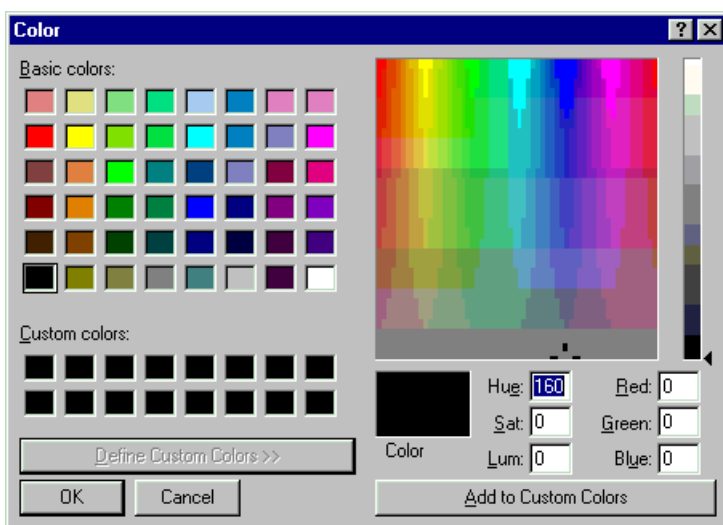 Color
Basic colors:
Custom colors:
Define Custom Colors >>
OK Cancel
Color
Hue: 160 Red: 0
Sat: 0 Green: 0
Lum: 0 Blue: 0
Add to Custom Colors